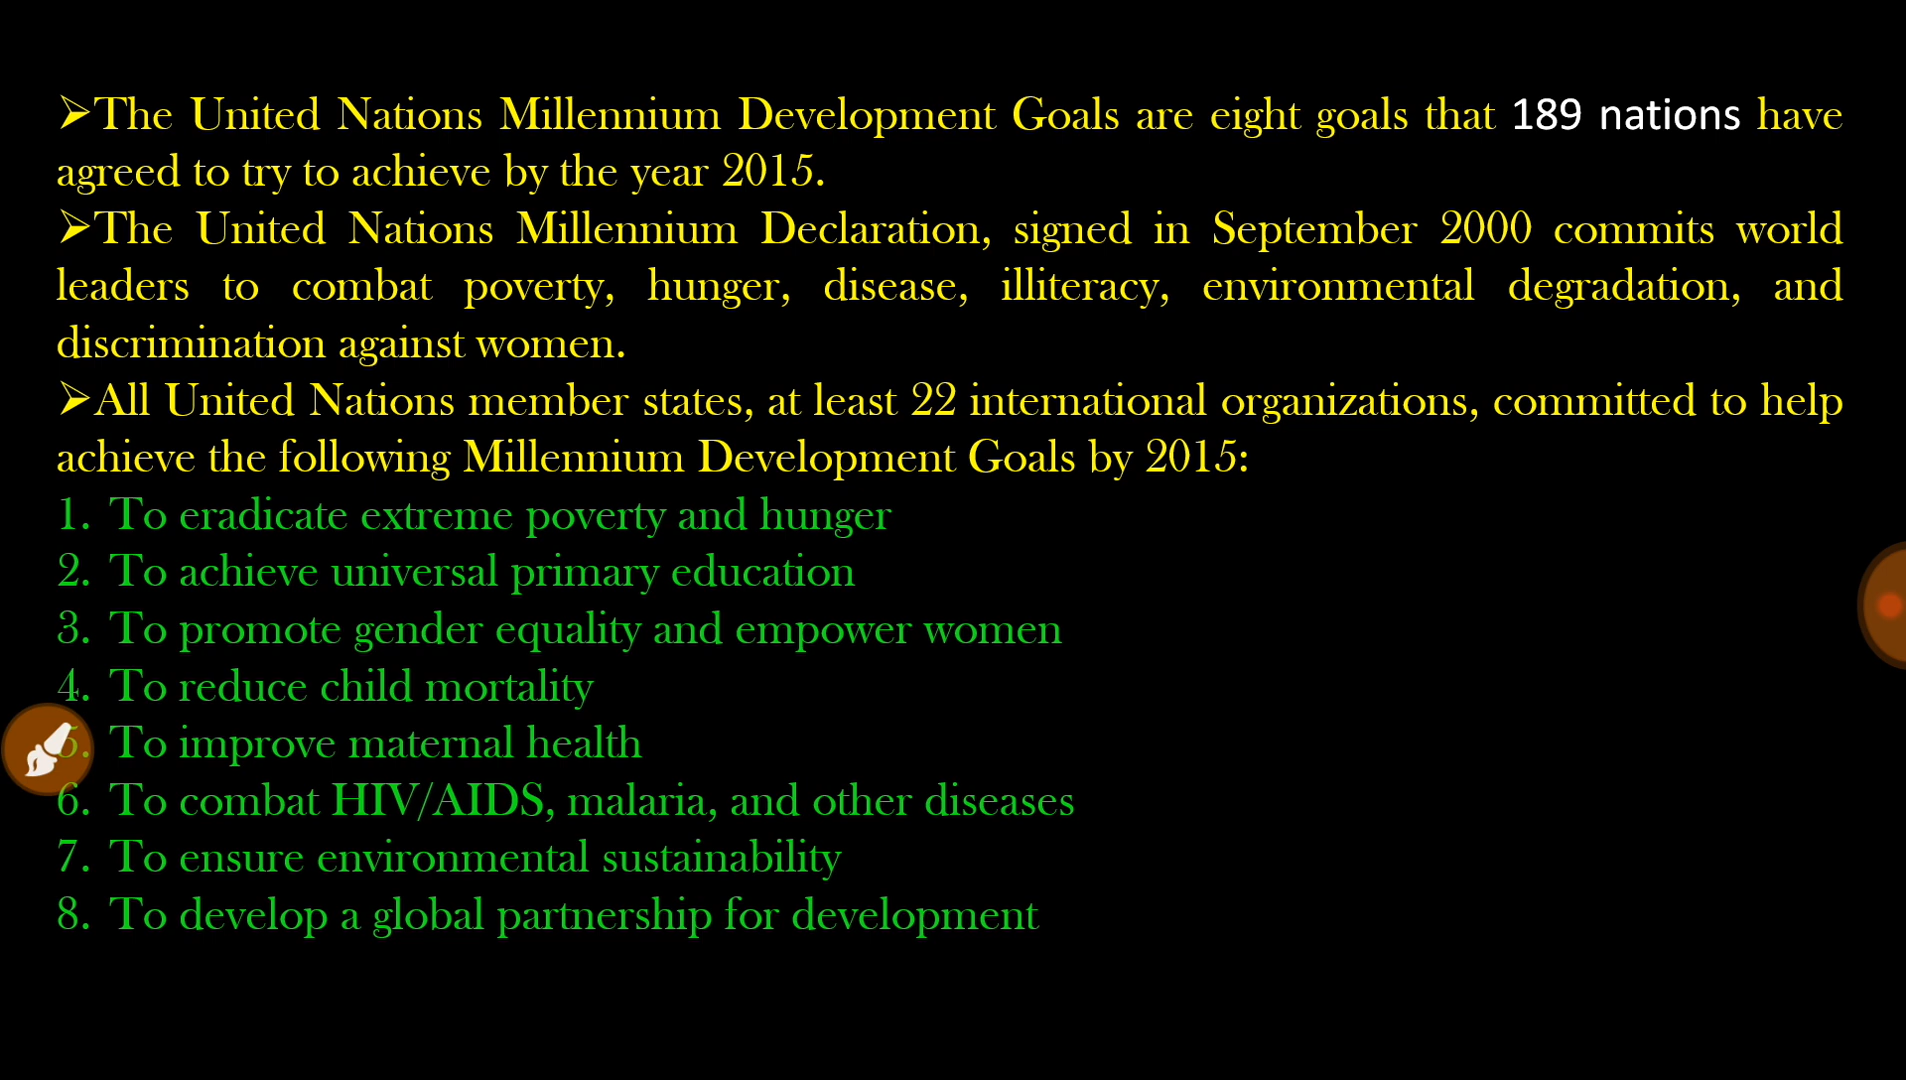 ➢The United Nations Millennium Development Goals are eight goals that 189 nations have
agreed to try to achieve by the year 2015.
➢The United Nations Millennium Declaration, signed in September 2000 commits world
leaders to combat poverty, hunger, disease, illiteracy, environmental degradation, and
discrimination against women.
➢All United Nations member states, at least 22 international organizations, committed to help
achieve the following Millennium Development Goals by 2015:
1. To eradicate extreme poverty and hunger
2. To achieve universal primary education
3. To promote gender equality and empower women
4. To reduce child mortality
5. To improve maternal health
6. To combat HIV/AIDS, malaria, and other diseases
7. To ensure environmental sustainability
8. To develop a global partnership for development